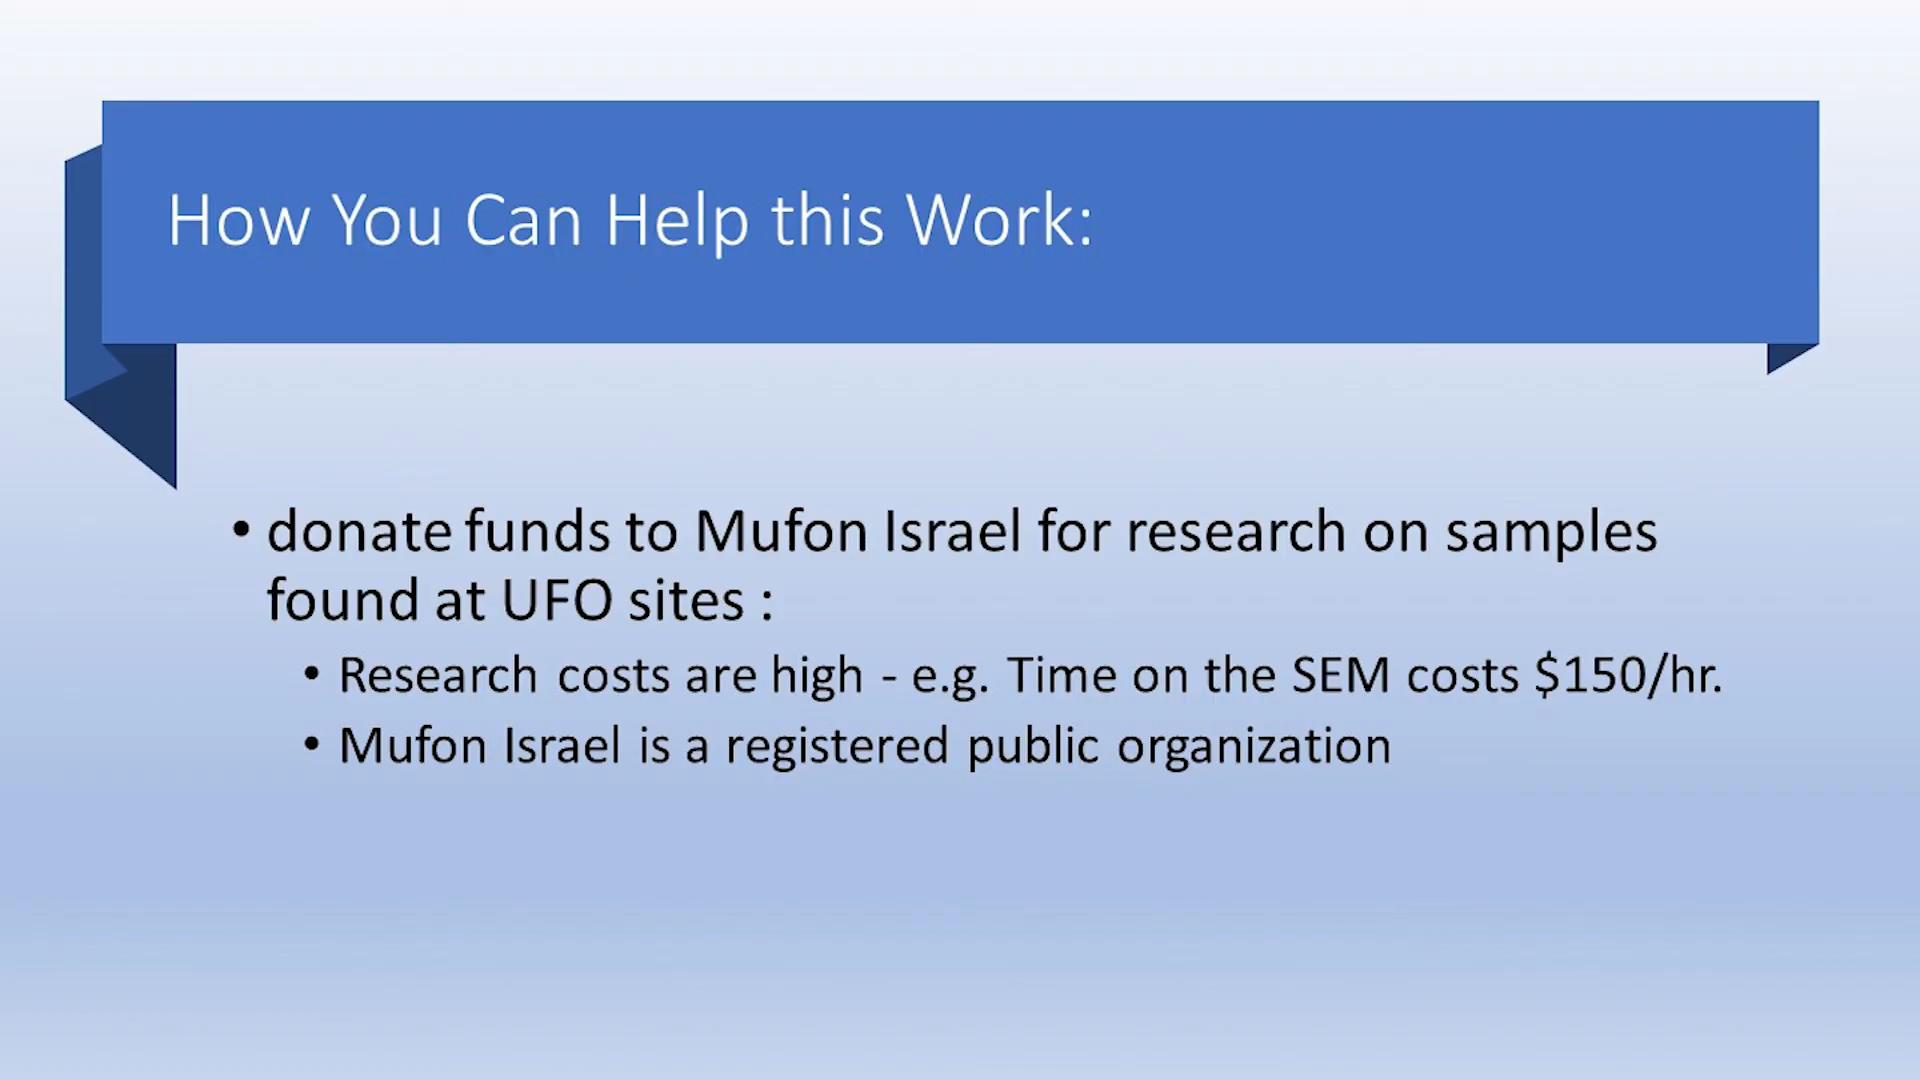 How You Can Help this Work:
• donate funds to Mufon Israel for research on samples
found at UFO sites :
• Research costs are high - e.g. Time on the SEM costs $150/hr.
• Mufon Israel is a registered public organization